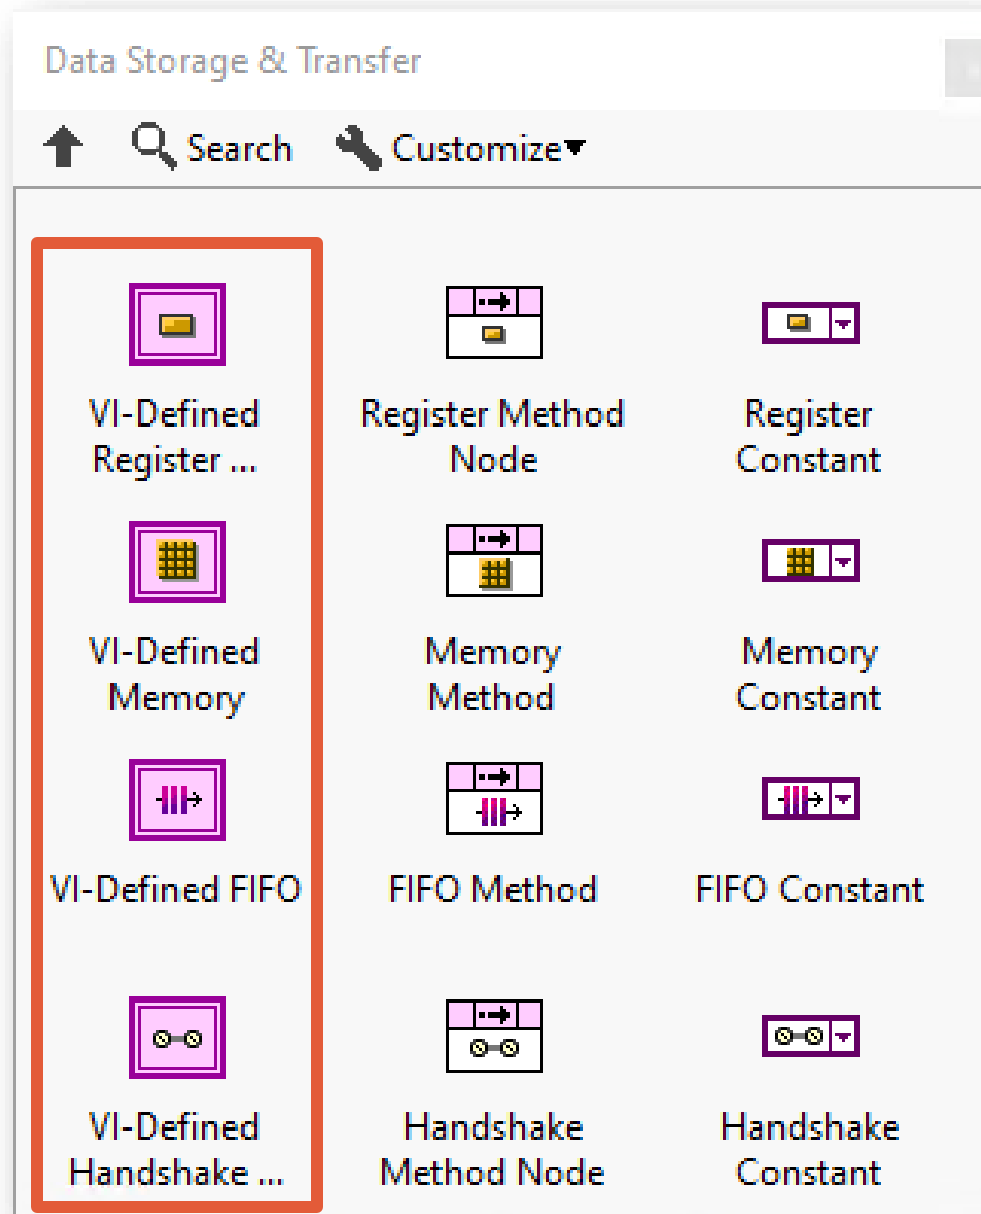 Data Storage & Transfer
Search Customize
VI-Defined Register Method Register
Register ... Node Constant
VI-Defined Memory Memory
Memory Method Constant
VI-Defined FIFO FIFO Method FIFO Constant
VI-Defined Handshake Handshake
Handshake ... Method Node Constant